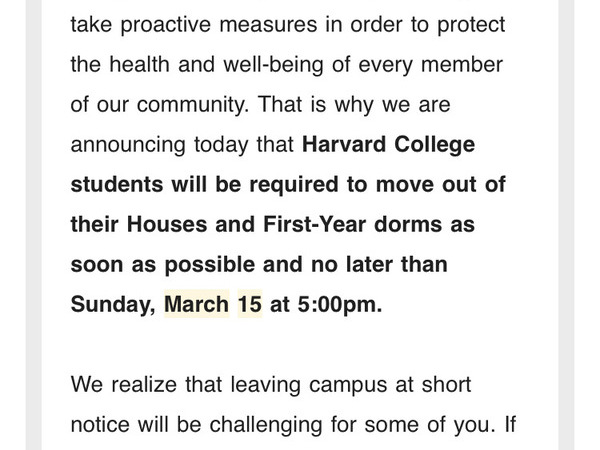 take proactive measures in order to protect
the health and well-being of every member
of our community. That is why we are
announcing today that Harvard College
students will be required to move out of
their Houses and First-Year dorms as
soon as possible and no later than
Sunday, March 15 at 5:00pm.
We realize that leaving campus at short
notice will be challenging for some of you. If